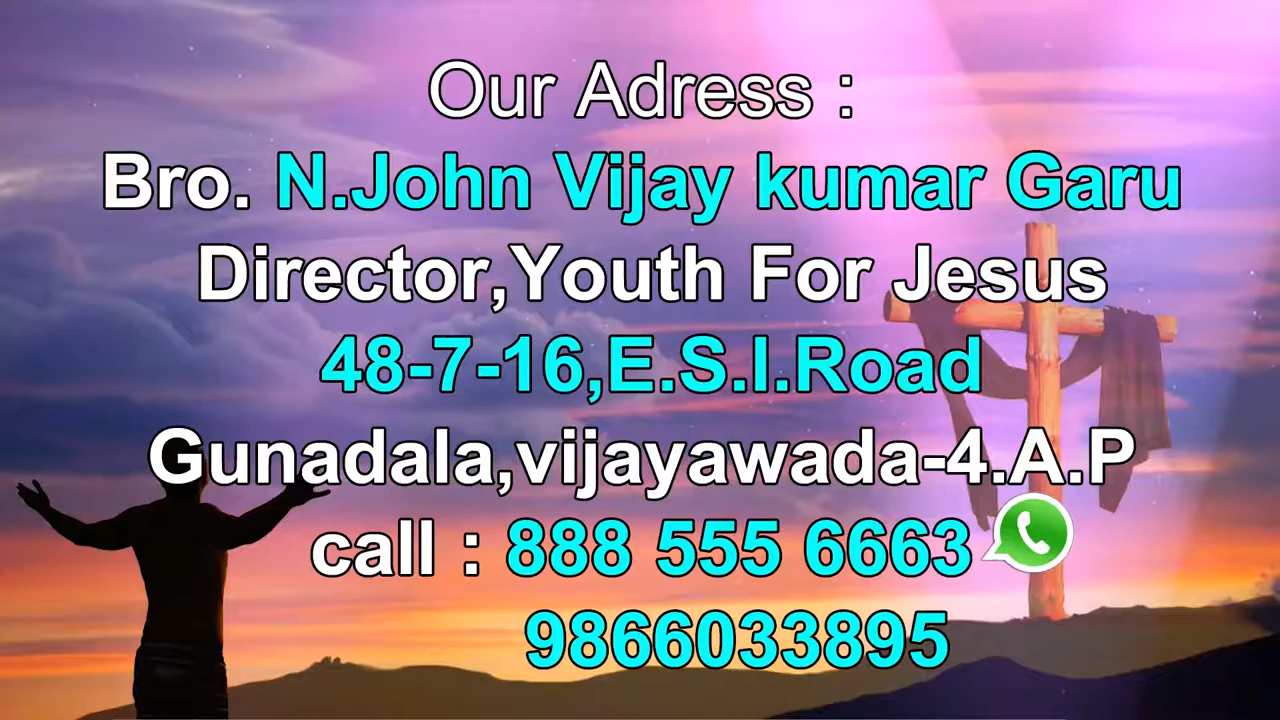 Our Adress :
Bro. N.John Vijay kumar Garu
Director,Youth For Jesus
48-7-16,E.S.I.Road
Gunadala,vijayawada-4.A.P
call : 888 555 6663
9866033895